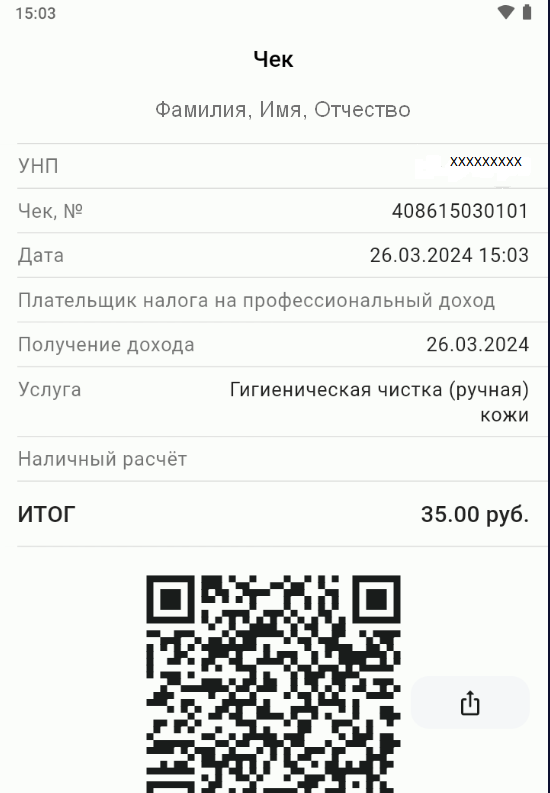 15:03
Чек
Фамилия, Имя, Отчество
УНП xxxxxxxxx
Чек, № 408615030101
Дата 26.03.2024 15:03
Плательщик налога на профессиональный доход
Получение дохода 26.03.2024
Услуга Гигиеническая чистка (ручная)
кожи
Наличный расчёт
ИТОГ 35.00 руб.